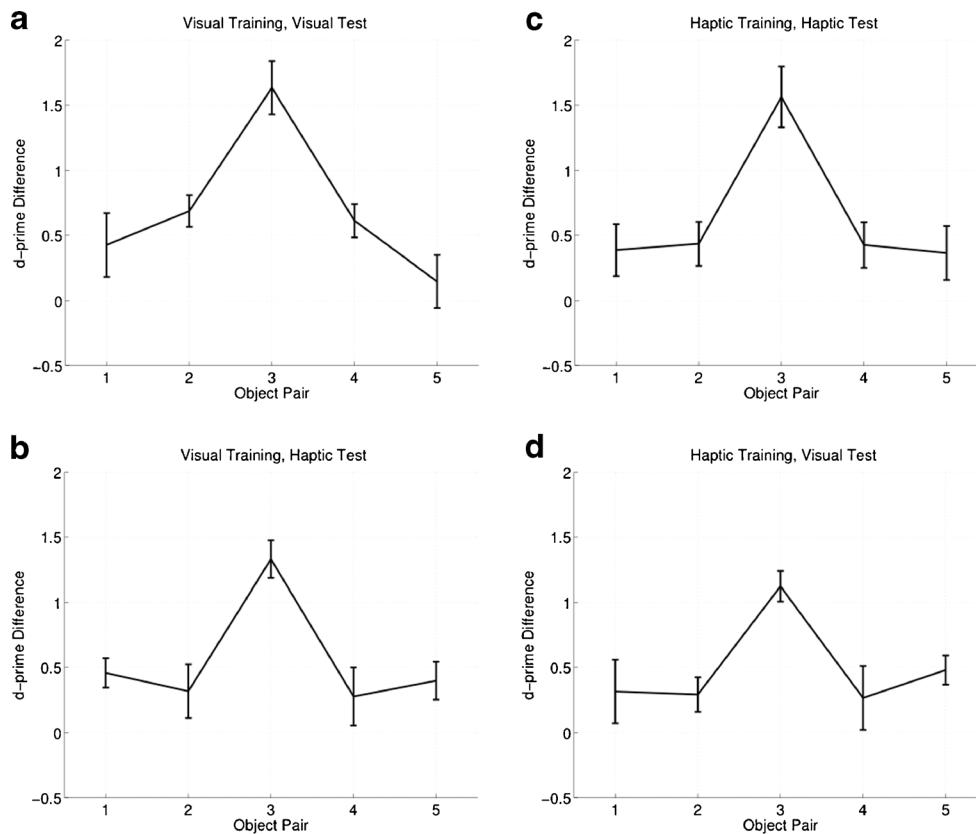 a
Visual Training, Visual Test
2
1.5
1
0.5
0
−0.5
d−prime Difference
1 2 3 4 5
Object Pair
b
Visual Training, Haptic Test
2
1.5
1
0.5
0
−0.5
d−prime Difference
1 2 3 4 5
Object Pair
c
Haptic Training, Haptic Test
2
1.5
1
0.5
0
−0.5
d−prime Difference
1 2 3 4 5
Object Pair
d
Haptic Training, Visual Test
2
1.5
1
0.5
0
−0.5
d−prime Difference
1 2 3 4 5
Object Pair